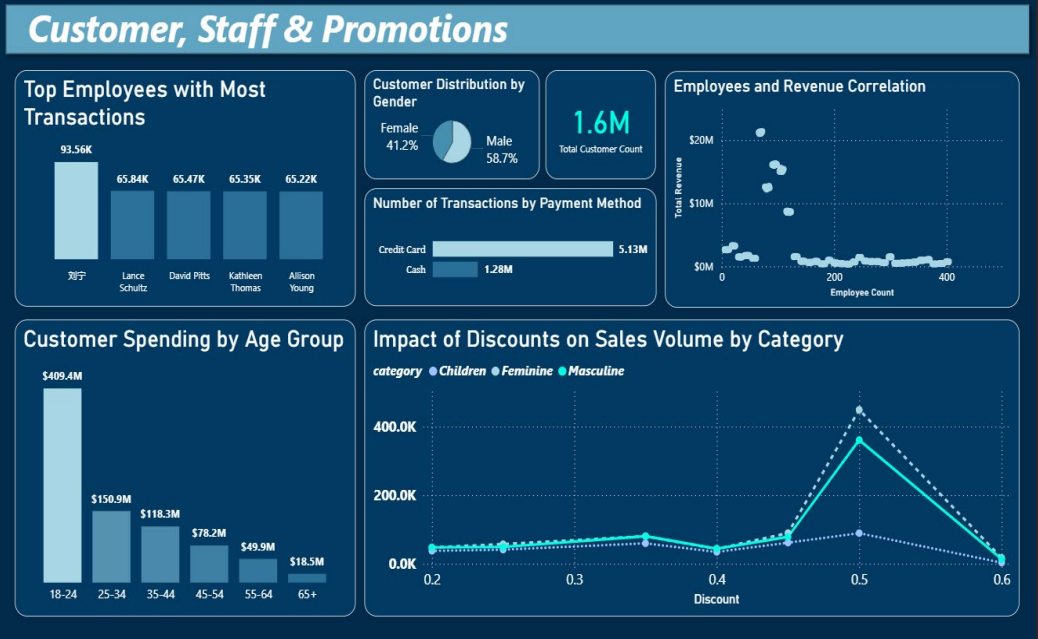 Customer, Staff & Promotions
Top Employees with Most
Transactions
93.56K
65.84K
65.47K
65.35K
65.22K
刘宁
Lance
Schultz
David Pitts
Kathleen
Thomas
Allison
Young
Customer Distribution by
Gender
Female
41.2%
Male
58.7%
1.6M
Total Customer Count
Number of Transactions by Payment Method
Credit Card
5.13M
Cash
1.28M
Employees and Revenue Correlation
Total Revenue
$20M
$10M
$0M
0
200
400
Employee Count
Customer Spending by Age Group
$409.4M
$150.9M
$118.3M
$78.2M
$49.9M
$18.5M
18-24
25-34
35-44
45-54
55-64
65+
Impact of Discounts on Sales Volume by Category
category Children Feminine Masculine
400.0K
200.0K
0.0K
0.2
0.3
0.4
0.5
0.6
Discount